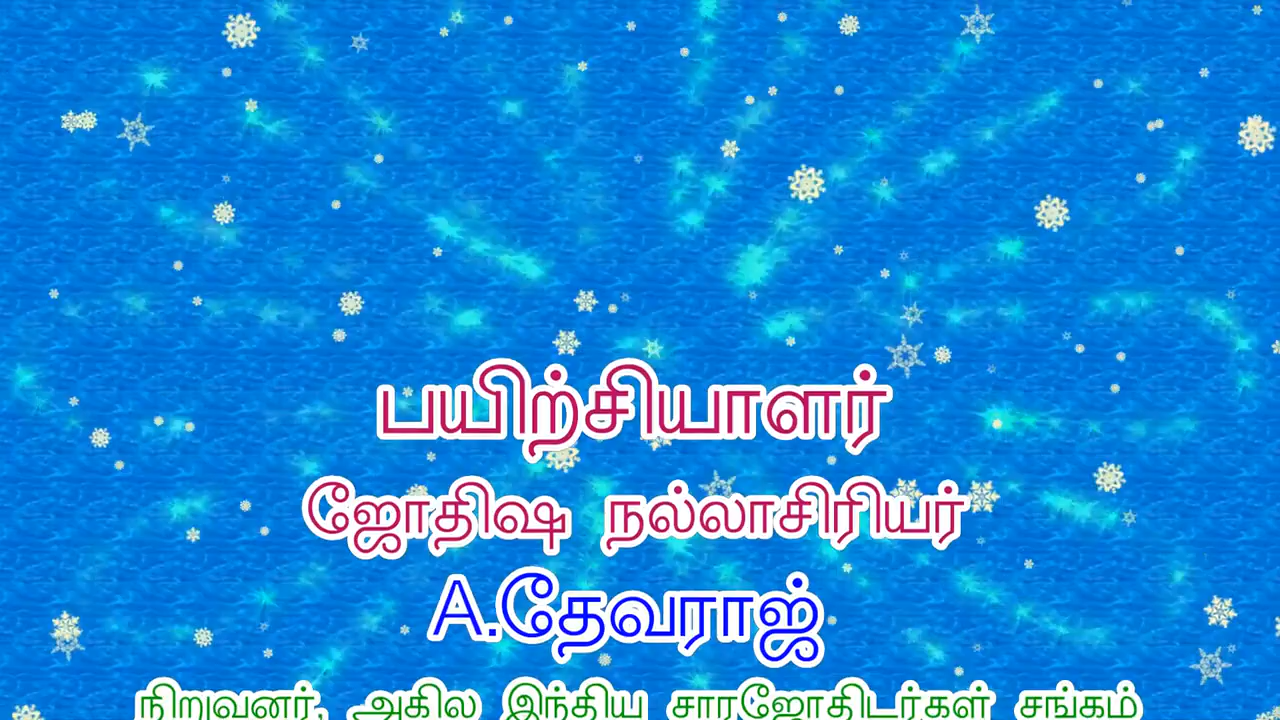 பயிற்சியாளர்
ஜோதிஷ நல்லாசிரியர்
A.தேவராஜ்
நிறுவனர், அகில இந்திய சாரஜோதிடர்கள் சங்கம்